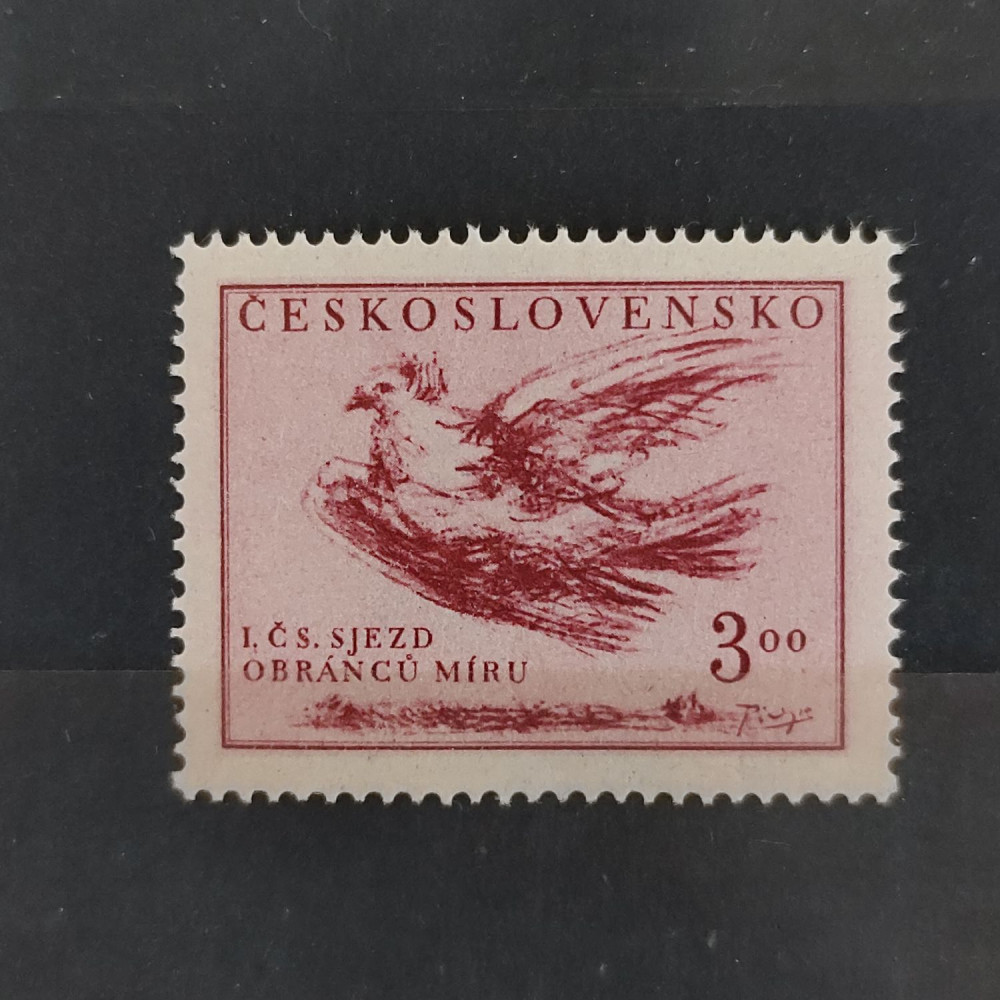 ČESKOSLOVENSKO
I. ČS. SJEZD
OBRÁNCŮ MÍRU
3 00